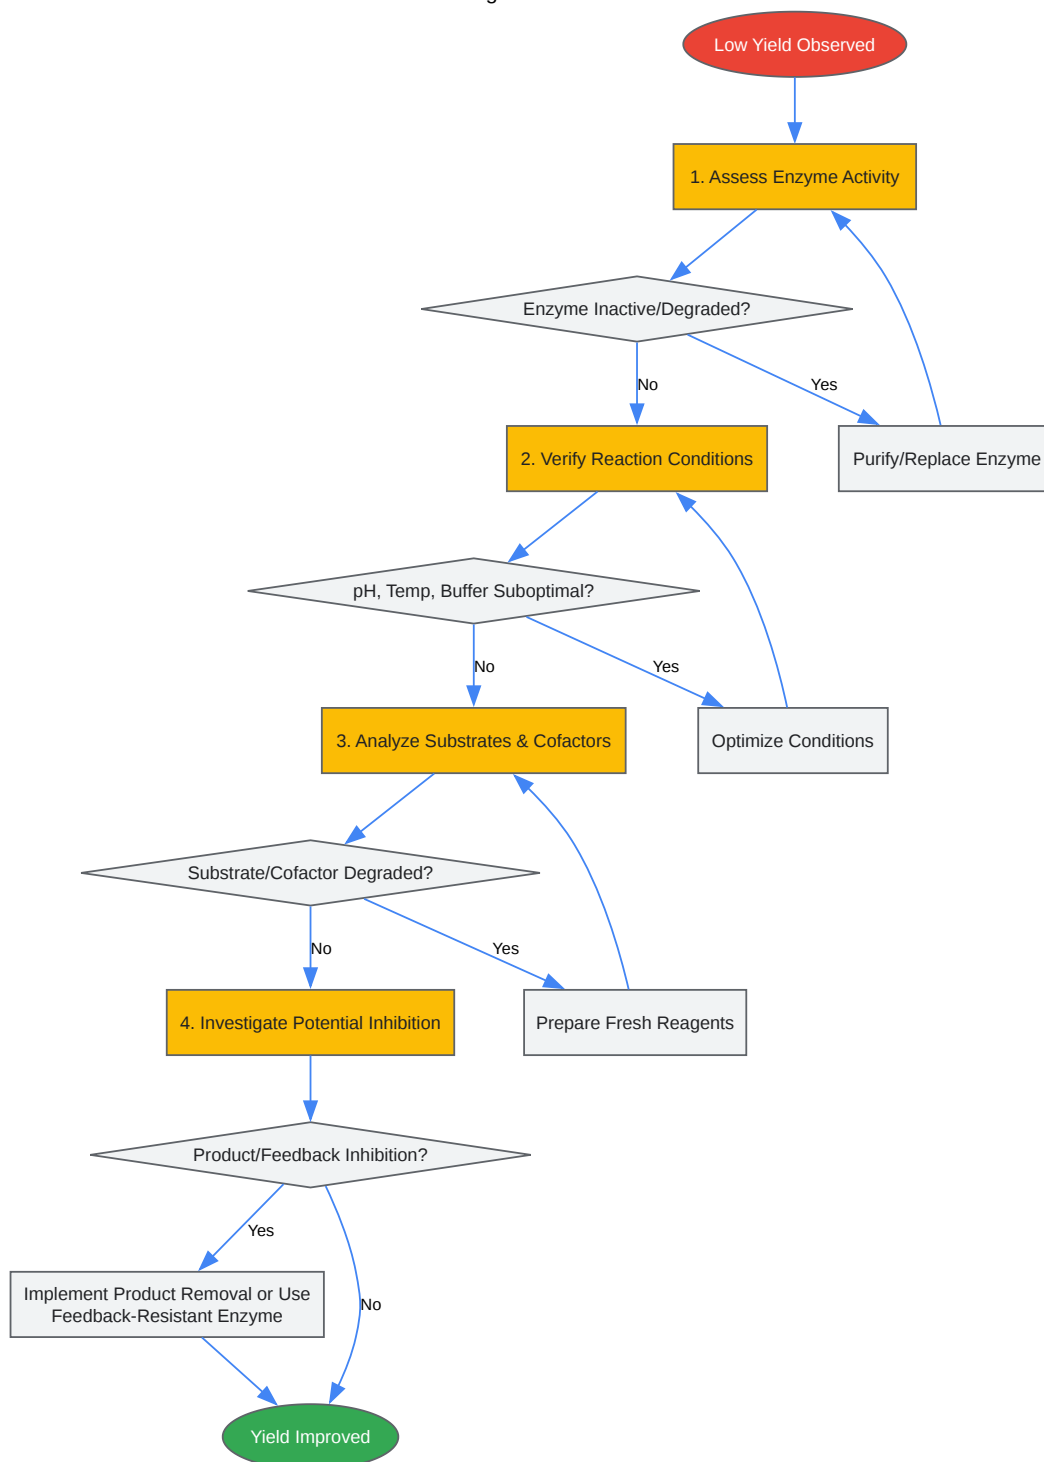 Low Yield Observed
1. Assess Enzyme Activity
Enzyme Inactive/Degraded?
No
Yes
2. Verify Reaction Conditions
Purify/Replace Enzyme
pH, Temp, Buffer Suboptimal?
No
Yes
3. Analyze Substrates & Cofactors
Optimize Conditions
Substrate/Cofactor Degraded?
No
Yes
4. Investigate Potential Inhibition
Prepare Fresh Reagents
Product/Feedback Inhibition?
Yes
Implement Product Removal or Use
Feedback-Resistant Enzyme
No
Yield Improved